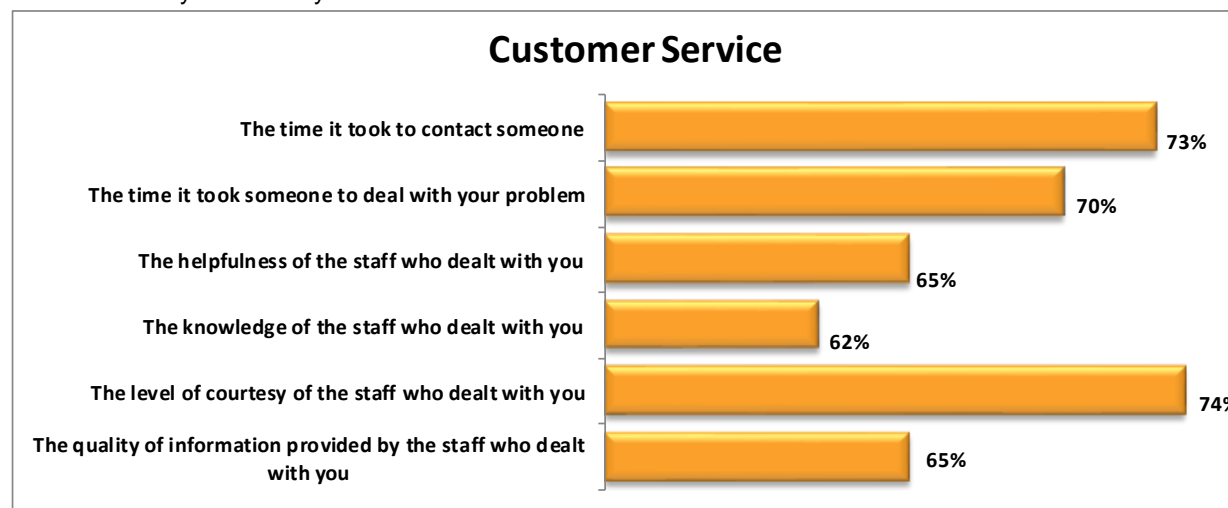 Customer Service
The time it took to contact someone
73%
The time it took someone to deal with your problem
70%
The helpfulness of the staff who dealt with you
65%
The knowledge of the staff who dealt with you
62%
The level of courtesy of the staff who dealt with you
74%
The quality of information provided by the staff who dealt
with you
65%